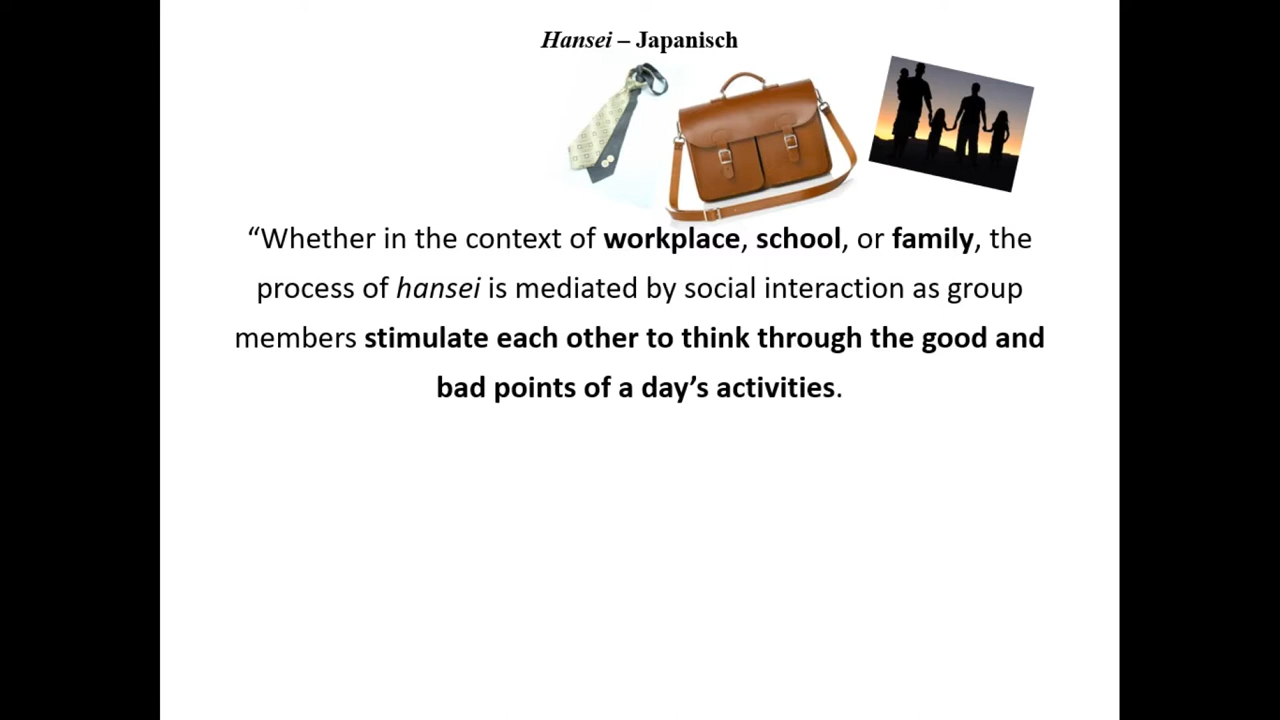 Hansei – Japanisch
“Whether in the context of workplace, school, or family, the
process of hansei is mediated by social interaction as group
members stimulate each other to think through the good and
bad points of a day’s activities.